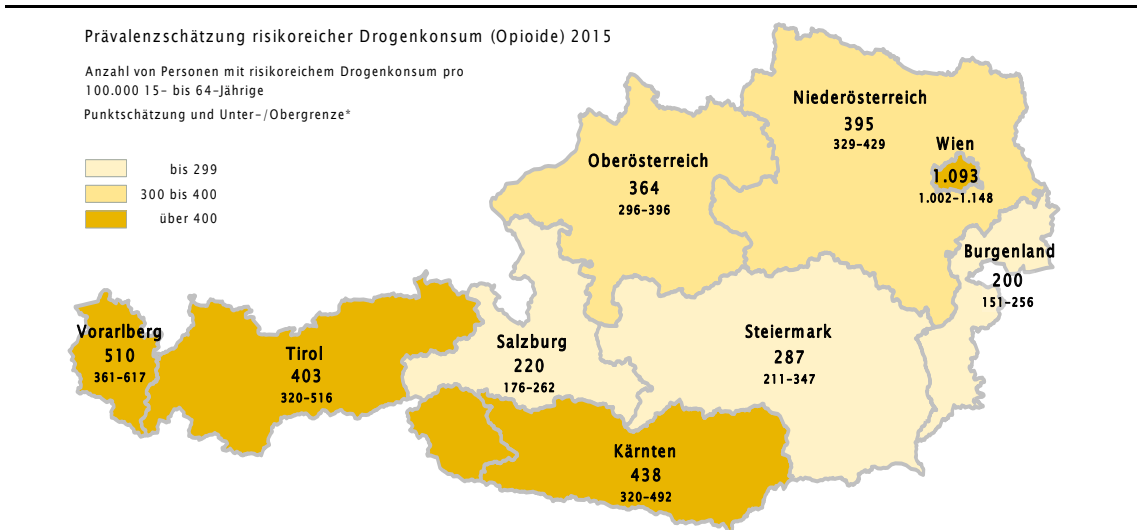 Prävalenzschätzung risikoreicher Drogenkonsum (Opioide) 2015
Anzahl von Personen mit risikoreichem Drogenkonsum pro
100.000 15- bis 64-Jährige
Punktschätzung und Unter-/Obergrenze*
bis 299
300 bis 400
über 400
Niederösterreich
395
329-429
Wien
1.093
1.002-1.148
Oberösterreich
364
296-396
Burgenland
200
151-256
Vorarlberg
510
361-617
Tirol
403
320-516
Salzburg
220
176-262
Steiermark
287
211-347
Kärnten
438
320-492